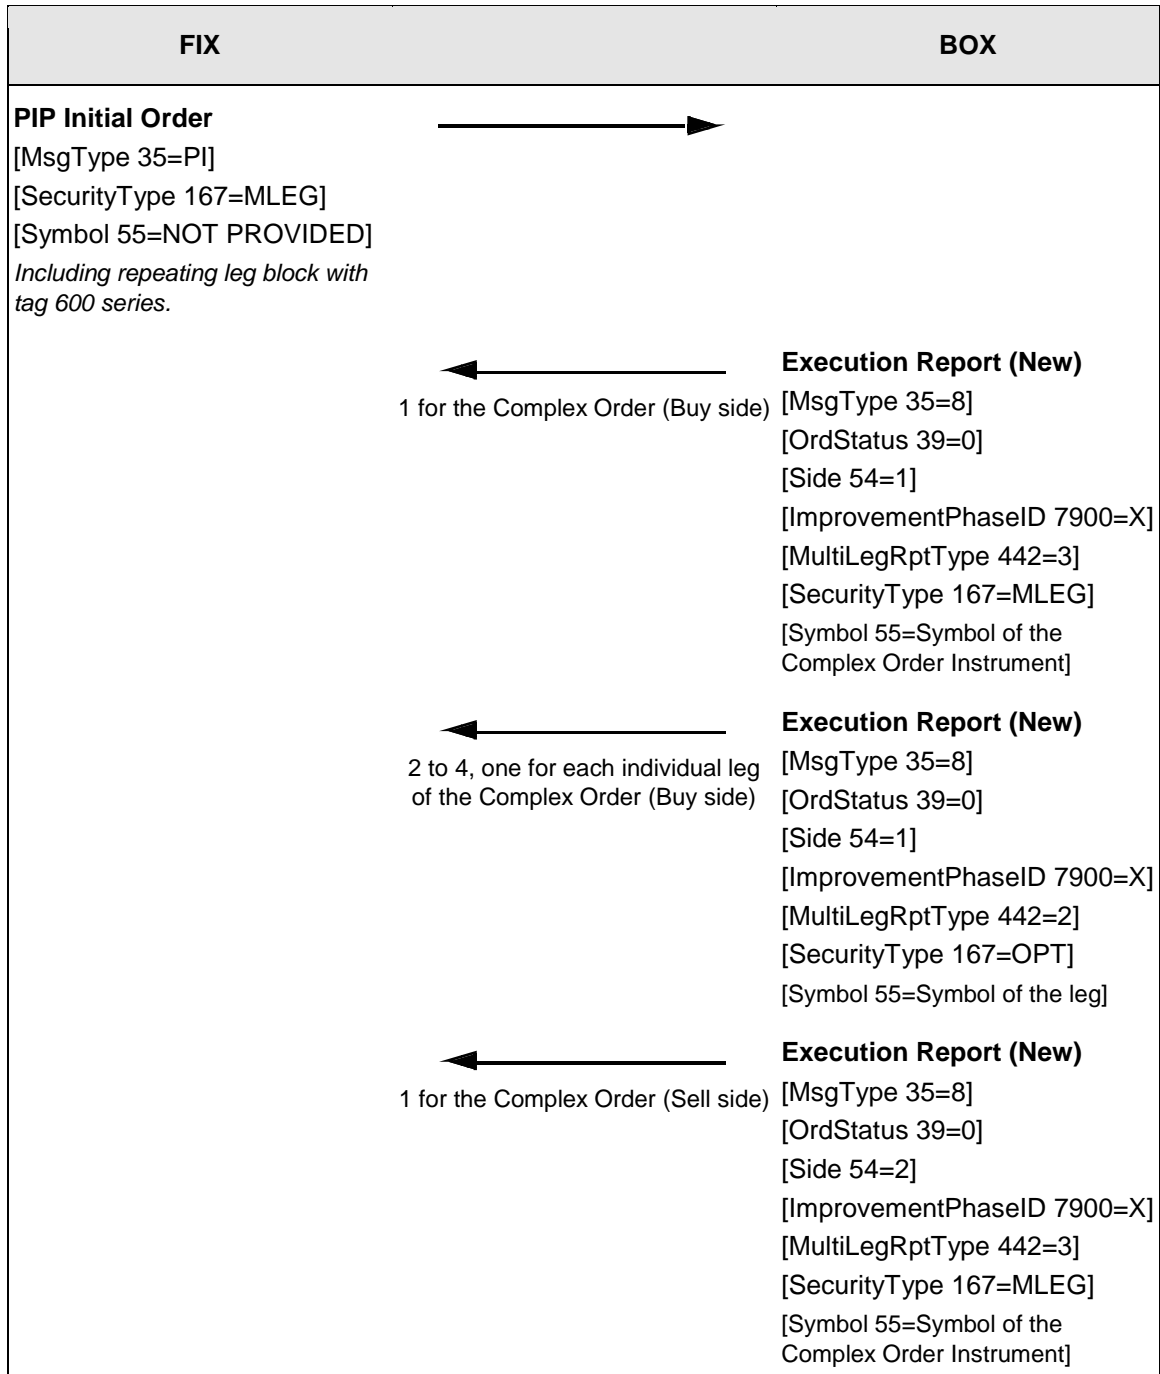 FIX
BOX
PIP Initial Order
[MsgType 35=PI]
[SecurityType 167=MLEG]
[Symbol 55=NOT PROVIDED]
Including repeating leg block with
tag 600 series.
1 for the Complex Order (Buy side)
Execution Report (New)
[MsgType 35=8]
[OrdStatus 39=0]
[Side 54=1]
[ImprovementPhaseID 7900=X]
[MultiLegRptType 442=3]
[SecurityType 167=MLEG]
[Symbol 55=Symbol of the
Complex Order Instrument]
2 to 4, one for each individual leg
of the Complex Order (Buy side)
Execution Report (New)
[MsgType 35=8]
[OrdStatus 39=0]
[Side 54=1]
[ImprovementPhaseID 7900=X]
[MultiLegRptType 442=2]
[SecurityType 167=OPT]
[Symbol 55=Symbol of the leg]
1 for the Complex Order (Sell side)
Execution Report (New)
[MsgType 35=8]
[OrdStatus 39=0]
[Side 54=2]
[ImprovementPhaseID 7900=X]
[MultiLegRptType 442=3]
[SecurityType 167=MLEG]
[Symbol 55=Symbol of the
Complex Order Instrument]